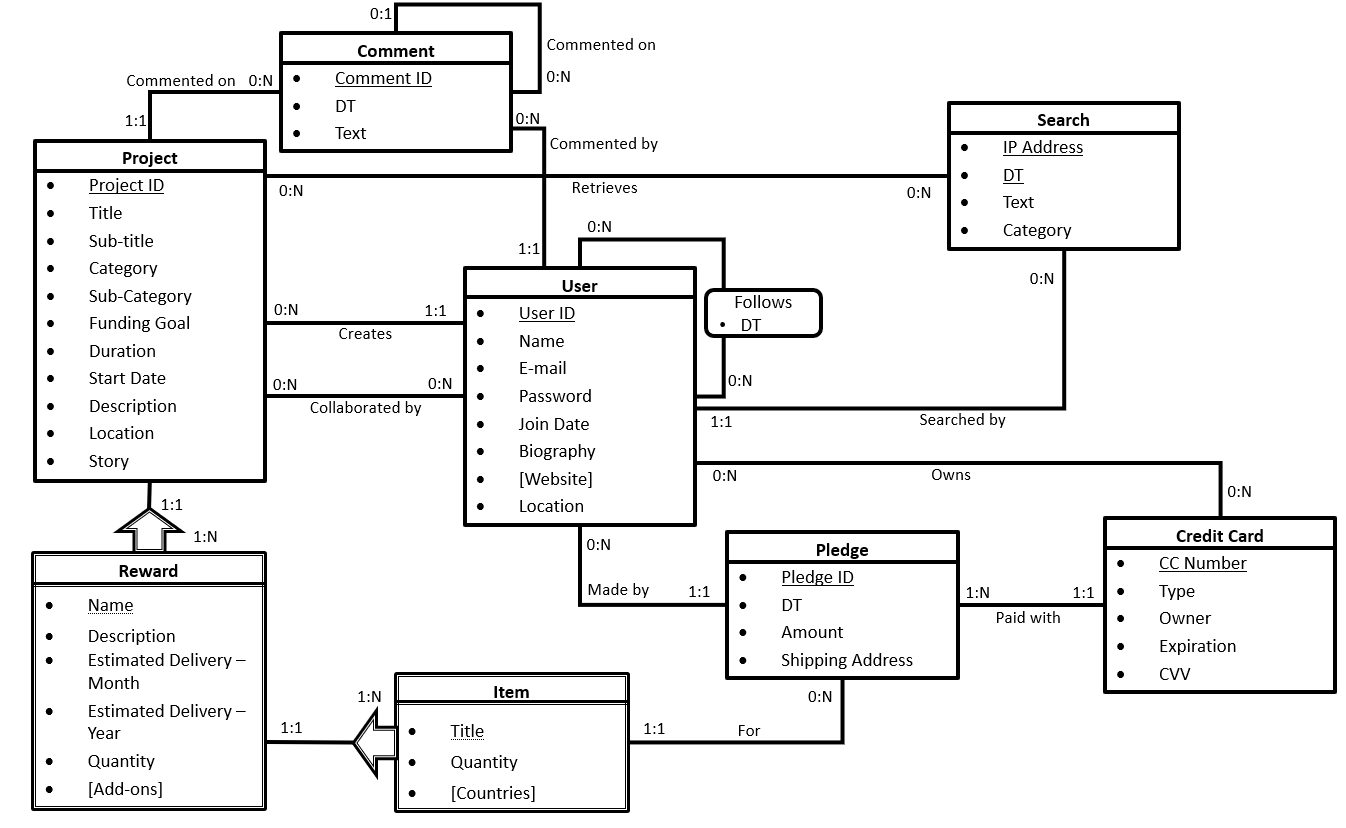 0:1
Comment
• Comment ID
• DT
• Text
Commented on
0:N
Commented on
0:N
1:1
0:N
Commented by
1:1
Project
• Project ID
• Title
• Sub-title
• Category
• Sub-Category
• Funding Goal
• Duration
• Start Date
• Description
• Location
• Story
0:N
Retrieves
0:N
Search
• IP Address
• DT
• Text
• Category
0:N
0:N
Creates
1:1
0:N
Collaborated by
0:N
User
• User ID
• Name
• E-mail
• Password
• Join Date
• Biography
• [Website]
• Location
0:N
Follows
• DT
0:N
1:1
Searched by
0:N
Owns
0:N
1:1
1:N
Reward
• Name
• Description
• Estimated Delivery –
Month
• Estimated Delivery –
Year
• Quantity
• [Add-ons]
0:N
Made by
1:1
Pledge
• Pledge ID
• DT
• Amount
• Shipping Address
1:N
Paid with
1:1
Credit Card
• CC Number
• Type
• Owner
• Expiration
• CVV
1:1
1:N
Item
• Title
• Quantity
• [Countries]
1:1
For
0:N